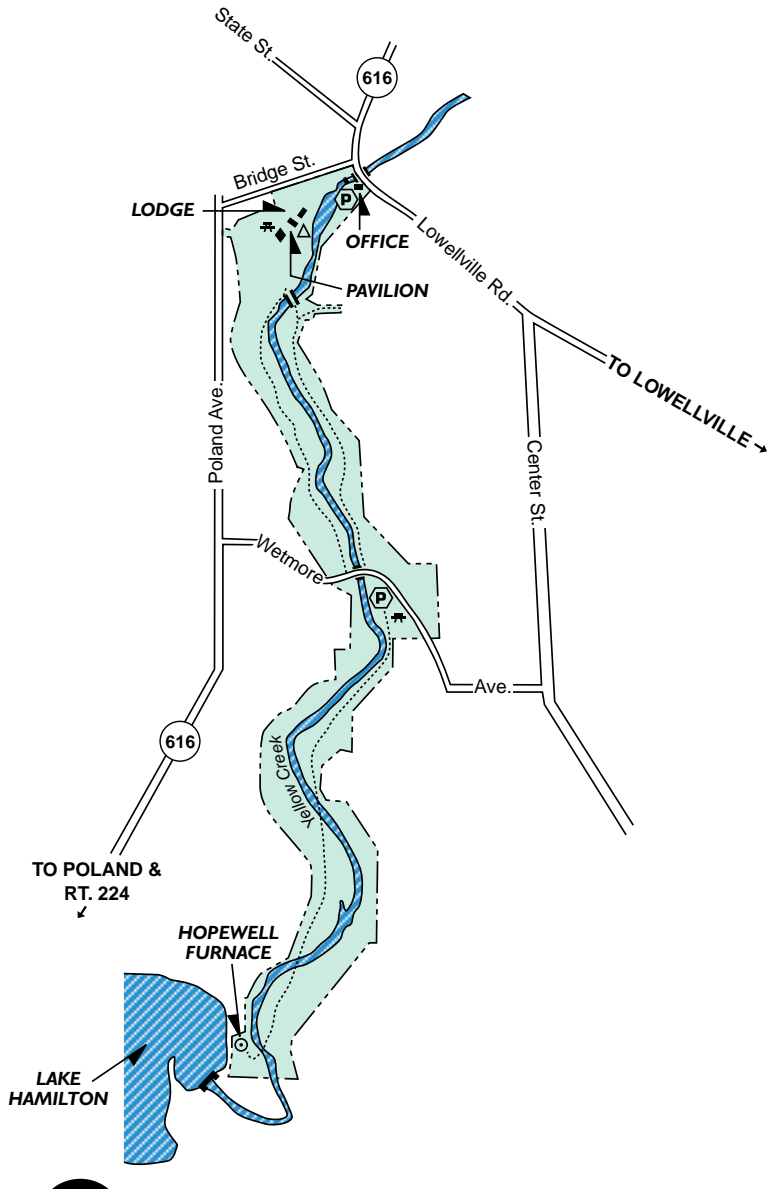 State St.
616
Bridge St.
LODGE
P
OFFICE
PAVILION
Lowellville Rd.
TO LOWELLVILLE
Poland Ave.
Center St.
Wetmore
P
Ave.
616
Yellow Creek
TO POLAND &
RT. 224
HOPEWELL
FURNACE
LAKE
HAMILTON